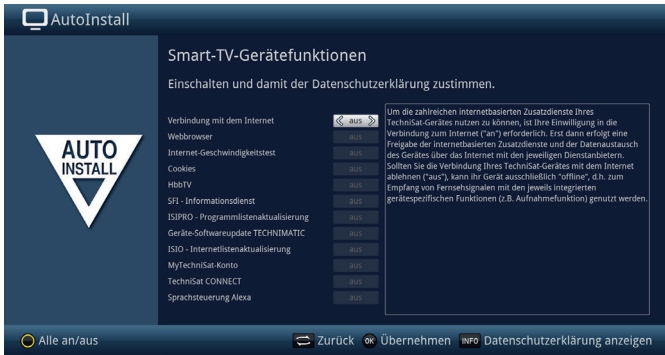 AutoInstall
Smart-TV-Gerätefunktionen
Einschalten und damit der Datenschutzerklärung zustimmen.
AUTO
INSTALL
Verbindung mit dem Internet aus
Webbrowser aus
Internet-Geschwindigkeitstest aus
Cookies aus
HbbTV aus
SFI - Informationsdienst aus
ISIPRO - Programmlistenaktualisierung aus
Geräte-Softwareupdate TECHNIMATIC aus
ISIO - Internetlistenaktualisierung aus
MyTechniSat-Konto aus
TechniSat CONNECT aus
Sprachsteuerung Alexa aus
Um die zahlreichen internetbasierten Zusatzdienste Ihres
TechniSat-Gerätes nutzen zu können, ist Ihre Einwilligung in die
Verbindung zum Internet ("an") erforderlich. Erst dann erfolgt eine
Freigabe der internetbasierten Zusatzdienste und der Datenaustausch
des Gerätes über das Internet mit den jeweiligen Dienstanbietern.
Sollten Sie die Verbindung Ihres TechniSat-Gerätes mit dem Internet
ablehnen ("aus"), kann ihr Gerät ausschließlich "offline", d.h. zum
Empfang von Fernsehsignalen mit den jeweils integrierten
gerätespezifischen Funktionen (z.B. Aufnahmefunktion) genutzt werden.
Alle an/aus
Zurück OK Übernehmen INFO Datenschutzerklärung anzeigen